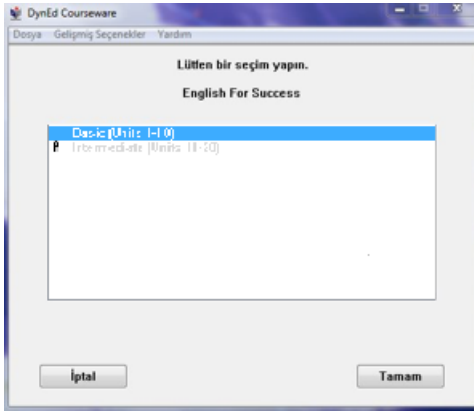 DynEd Courseware
Dosya Gelişmiş Seçenekler Yardım
Lütfen bir seçim yapın.
English For Success
Basic (Units 1-10)
Intermediate (Units 11-20)
İptal
Tamam